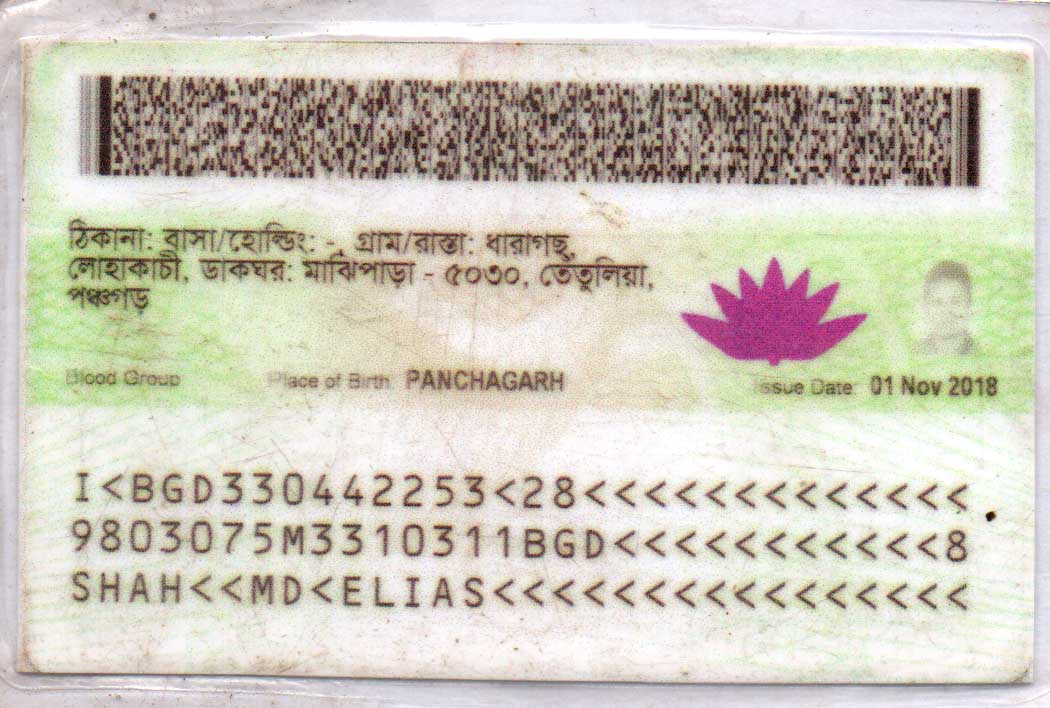 ঠিকানা: বাসা/হোল্ডিং: -, গ্রাম/রাস্তা: ধারাগছ,
লোহাকাচী, ডাকঘর: মাঝিপাড়া - ৫০৩০, তেতুলিয়া,
পঞ্চগড়
Blood Group Place of Birth: PANCHAGARH Issue Date: 01 Nov 2018
I<BGD330442253<28<<<<<<<<<<<<<
9803075M3310311BGD<<<<<<<<<<<8
SHAH<<MD<ELIAS<<<<<<<<<<<<<<<<